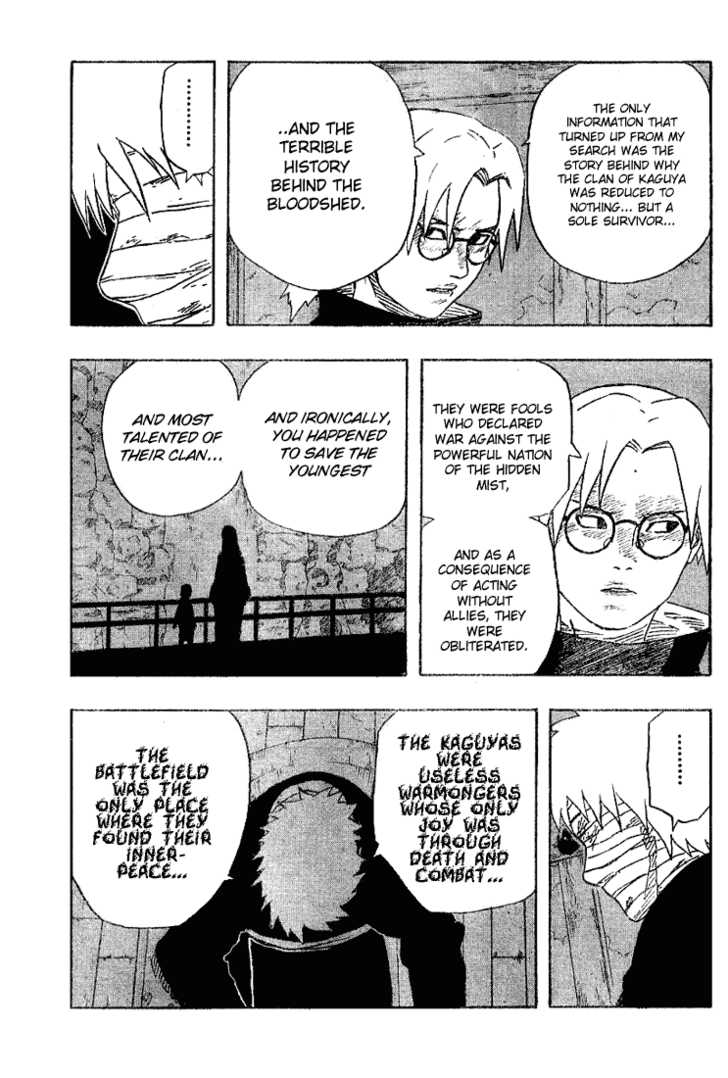 THE ONLY
INFORMATION THAT
TURNED UP FROM MY
SEARCH WAS THE
STORY BEHIND WHY
THE CLAN OF KAGUYA
WAS REDUCED TO
NOTHING... BUT A
SOLE SURVIVOR...
..AND THE
TERRIBLE
HISTORY
BEHIND THE
BLOODSHED.
.........
THEY WERE FOOLS
WHO DECLARED
WAR AGAINST THE
POWERFUL NATION
OF THE HIDDEN
MIST,
AND AS A
CONSEQUENCE
OF ACTING
WITHOUT
ALLIES, THEY
WERE
OBLITERATED.
AND IRONICALLY,
YOU HAPPENED
TO SAVE THE
YOUNGEST
AND MOST
TALENTED OF
THEIR CLAN...
.........
THE KAGUYAS
WERE
USELESS
WARMONGERS
WHOSE ONLY
JOY WAS
THROUGH
DEATH AND
COMBAT...
THE
BATTLEFIELD
WAS THE
ONLY PLACE
WHERE THEY
FOUND THEIR
INNER-
PEACE...